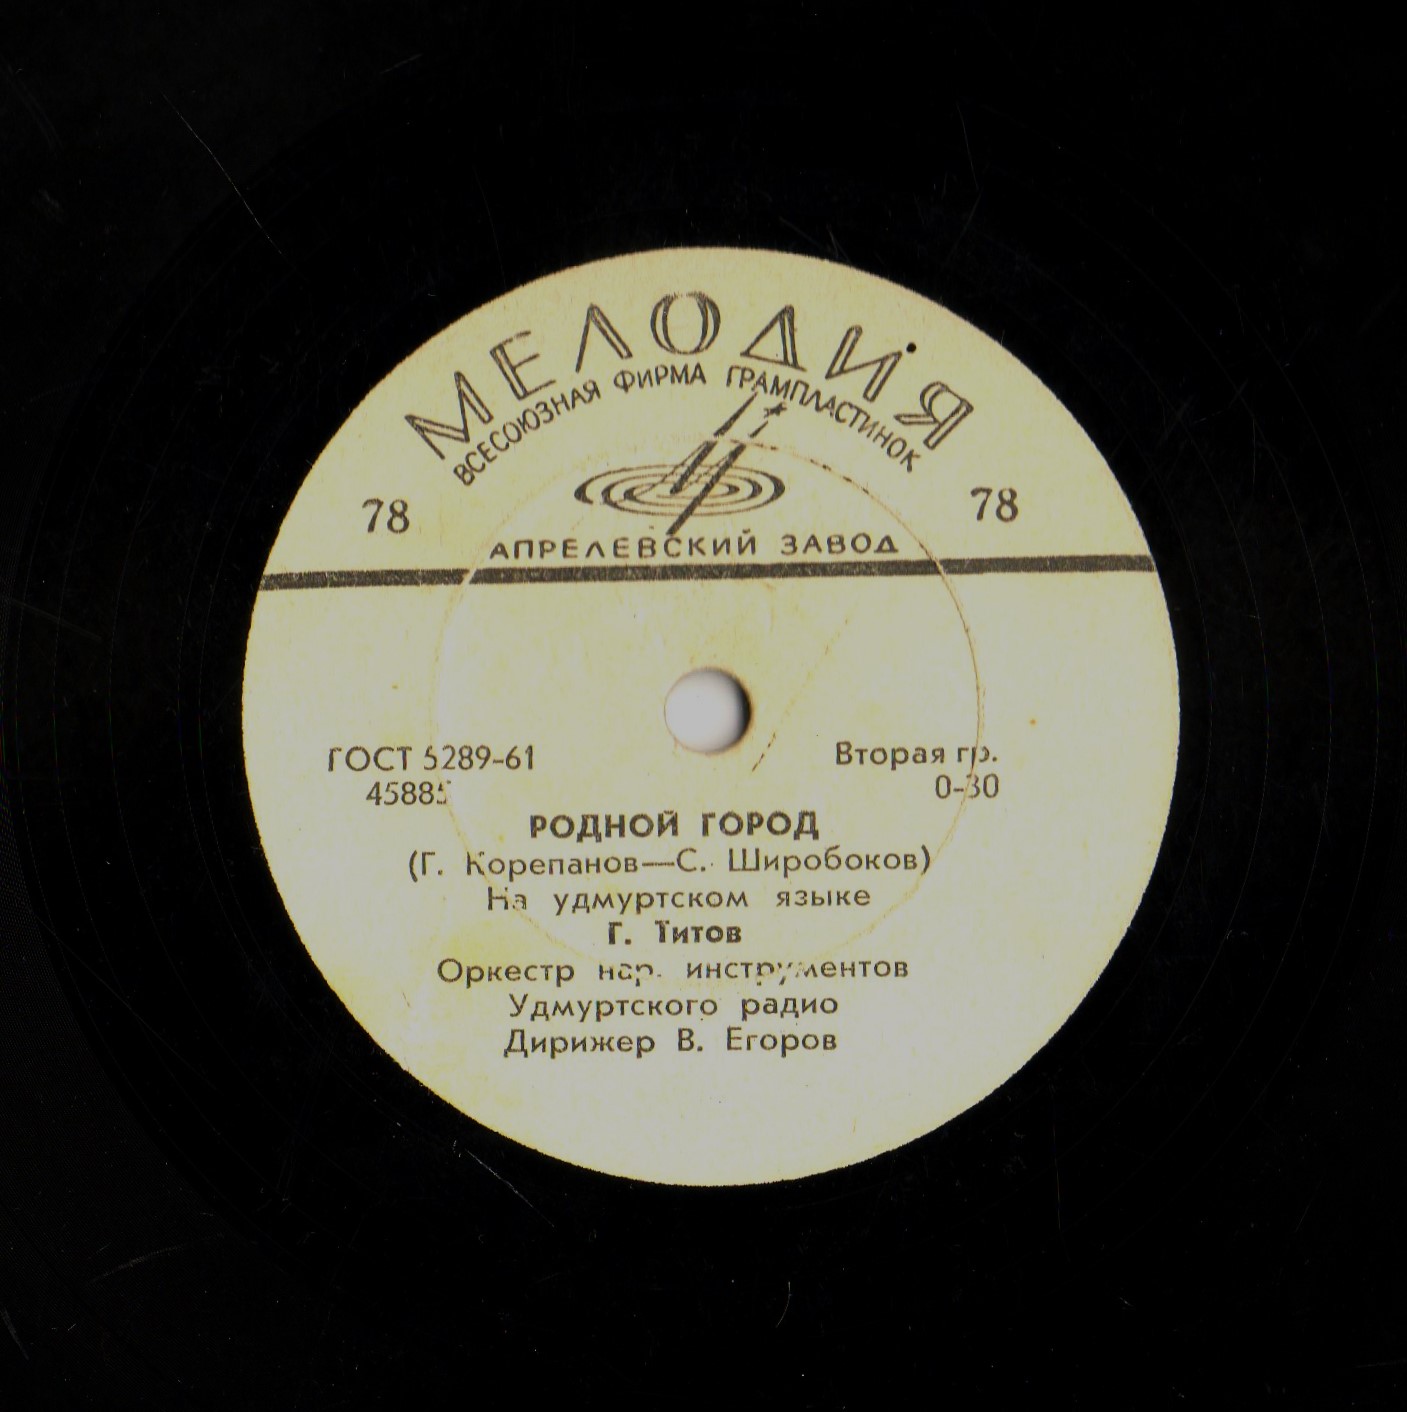 МЕЛОДИЯ
ВСЕСОЮЗНАЯ ФИРМА ГРАМПЛАСТИНОК
78 78
АПРЕЛЕВСКИЙ ЗАВОД
ГОСТ 5289-61 Вторая гр.
45885 0-30
РОДНОЙ ГОРОД
(Г. Корепанов—С. Широбоков)
На удмуртском языке
Г. Титов
Оркестр нар. инструментов
Удмуртского радио
Дирижер В. Егоров